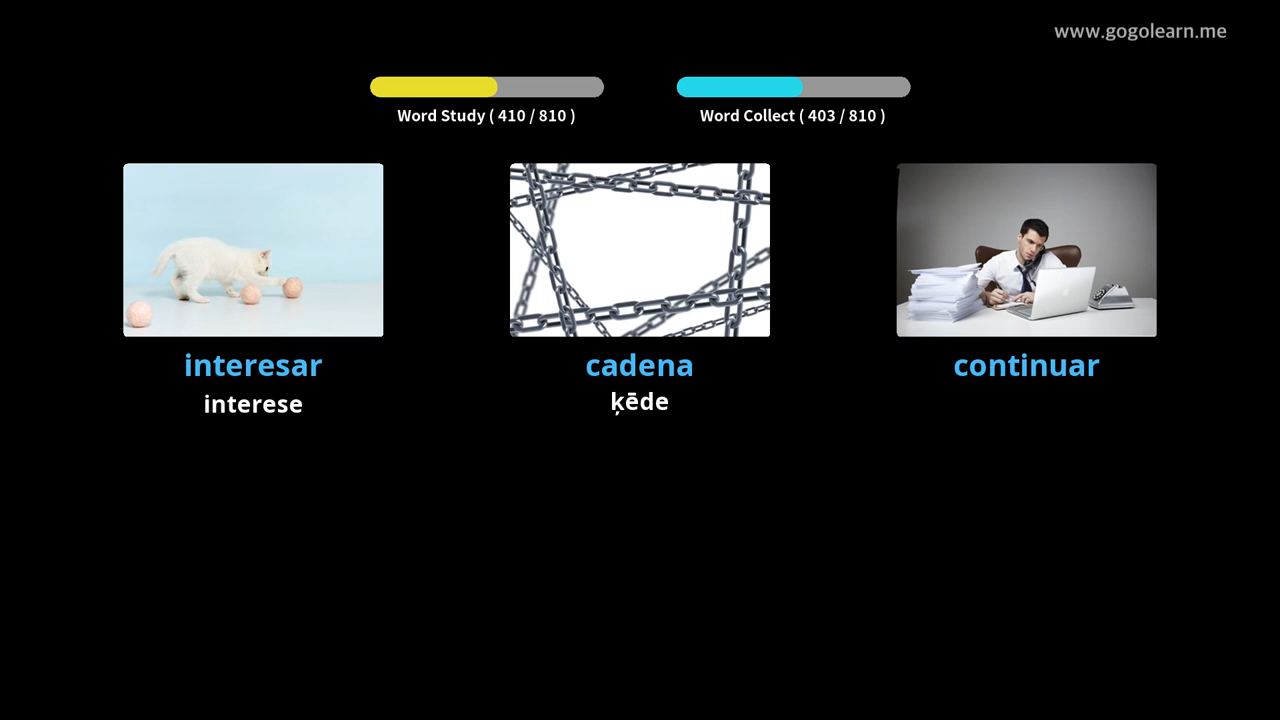 www.gogolearn.me
Word Study ( 410 / 810 )
Word Collect ( 403 / 810 )
interesar
interese
cadena
ķēde
continuar